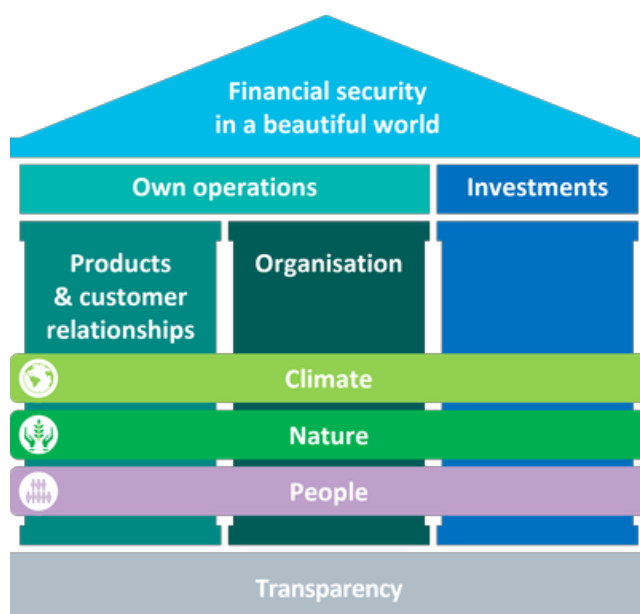 Financial security
in a beautiful world
Own operations
Investments
Products
& customer
relationships
Organisation
Climate
Nature
People
Transparency